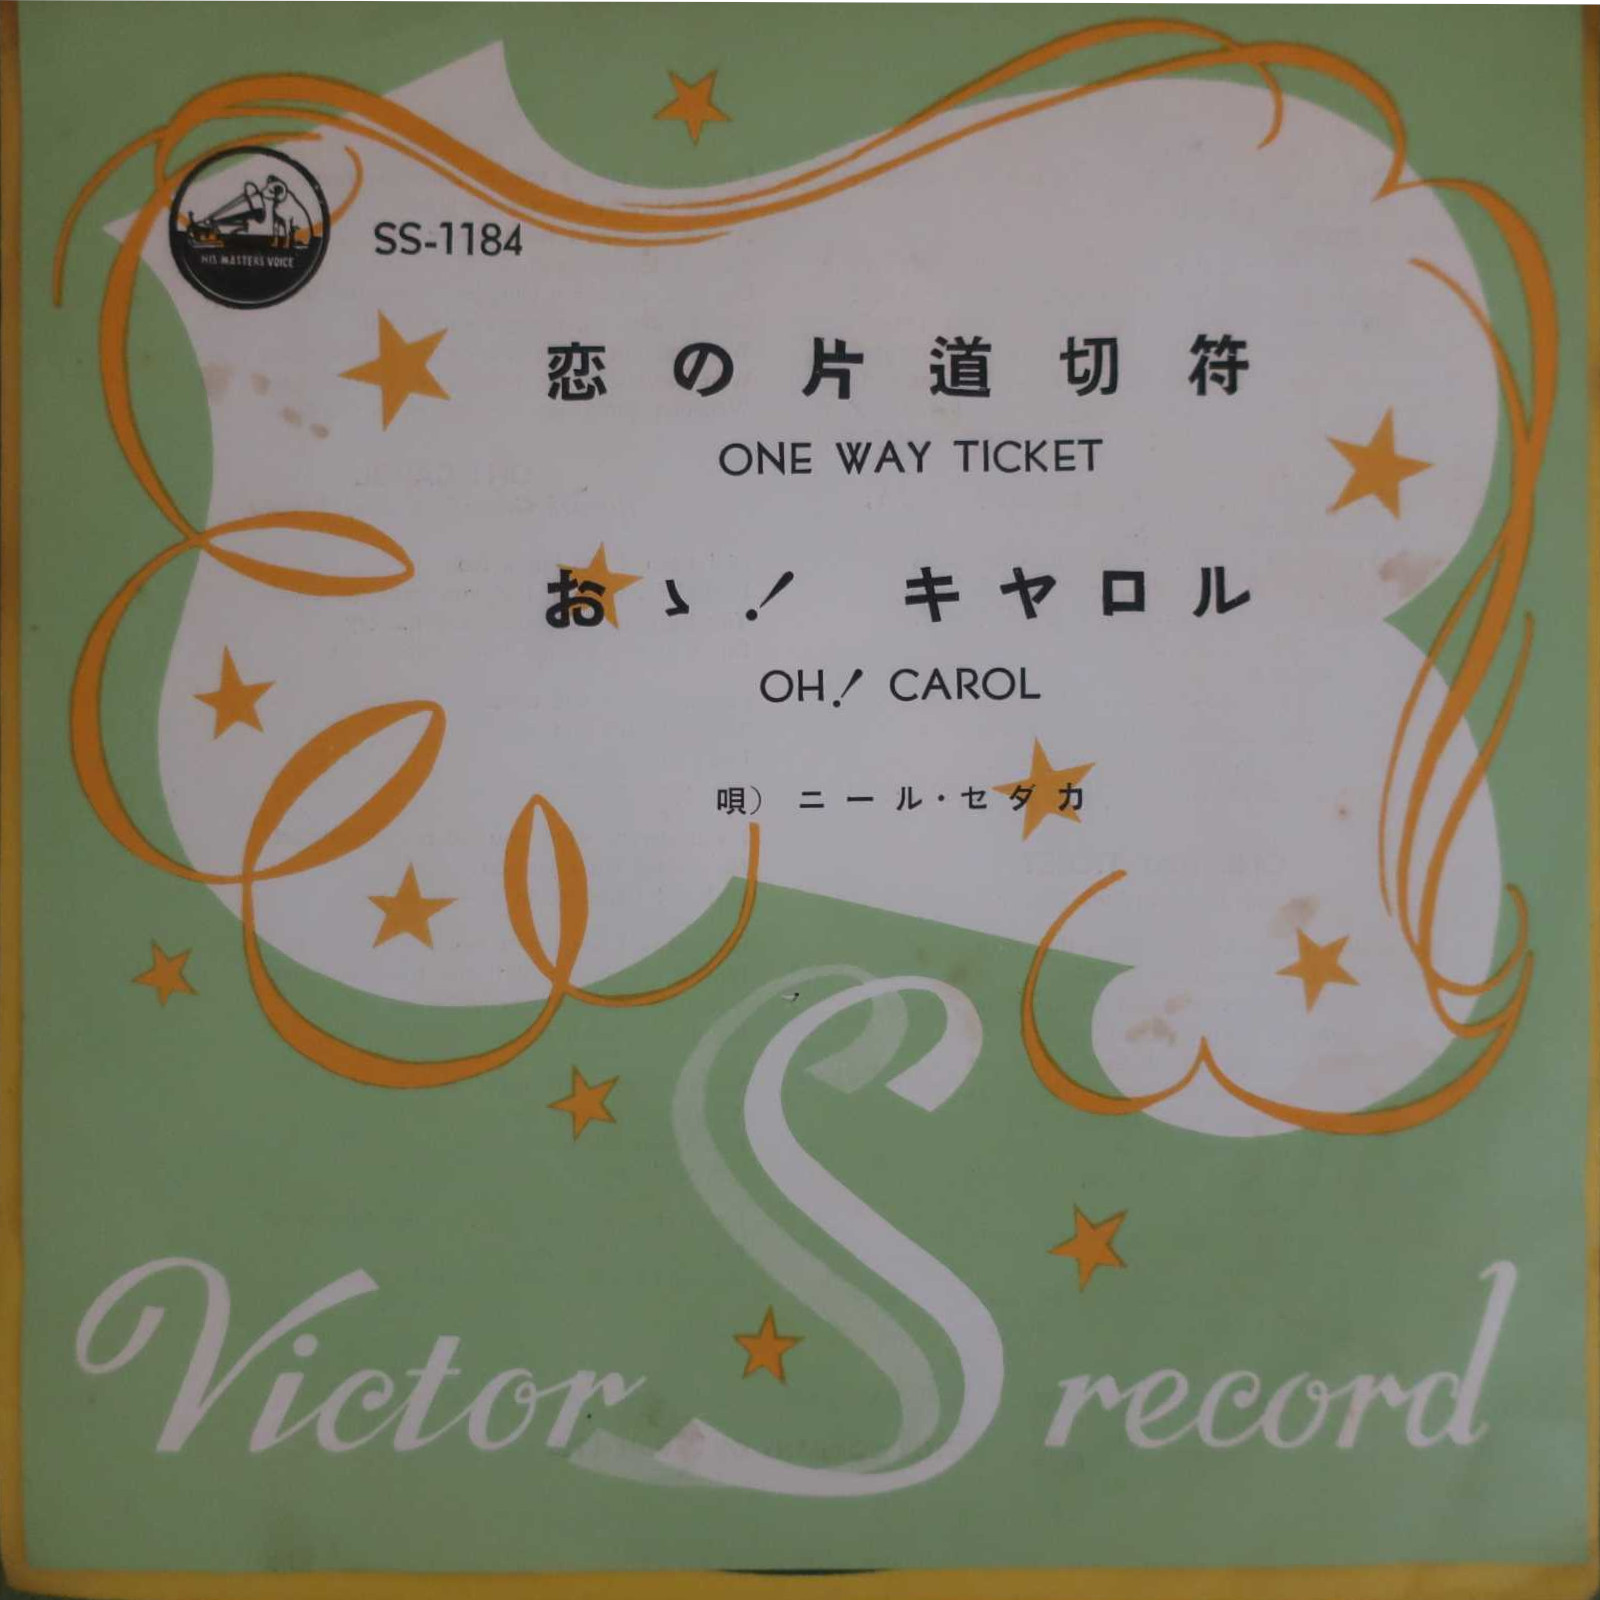 HIS MASTERS VOICE
SS-1184
恋の片道切符
ONE WAY TICKET
おゝ! キヤロル
OH! CAROL
唄) ニール・セダカ
Victor S record